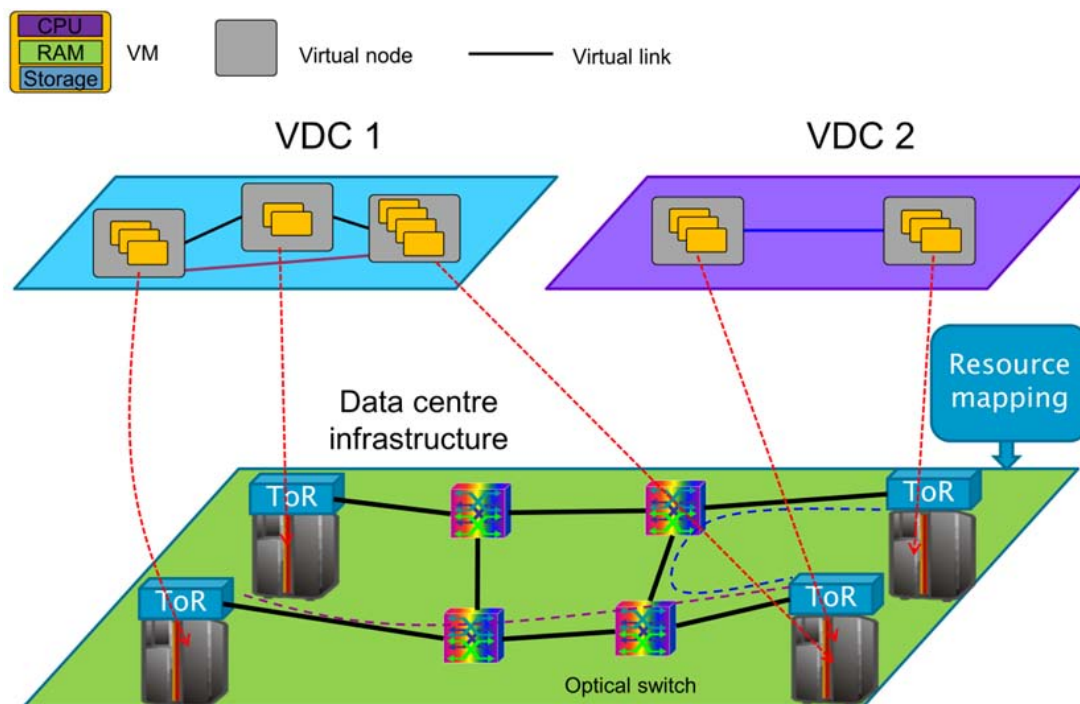 CPU
RAM
Storage
VM
Virtual node
Virtual link
VDC 1
VDC 2
Resource
mapping
Data centre
infrastructure
ToR
ToR
ToR
ToR
Optical switch